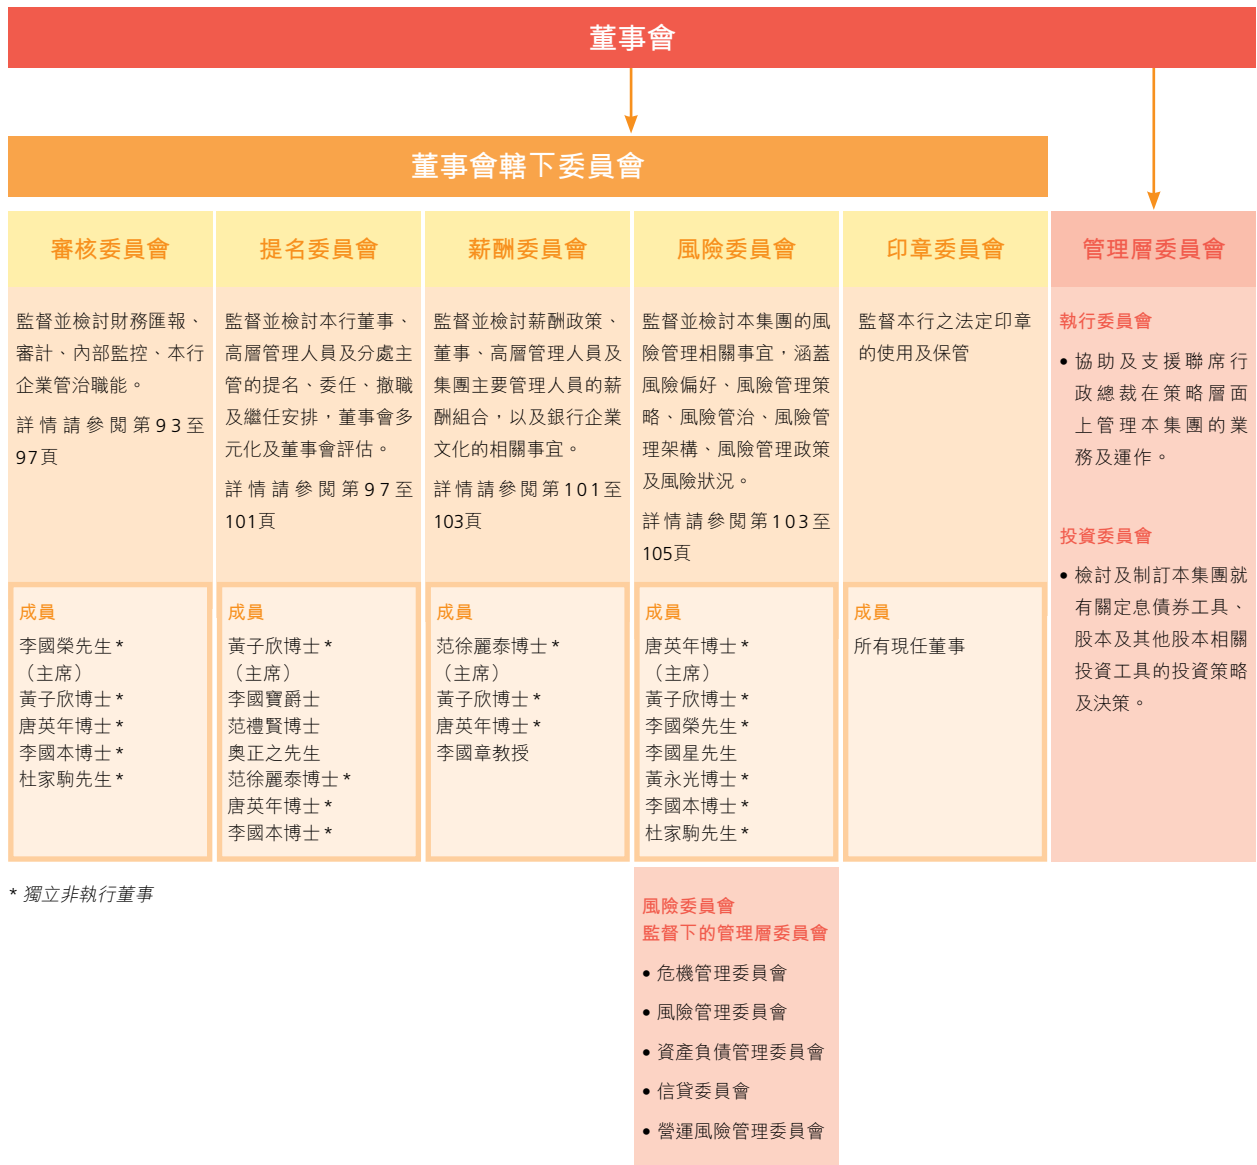 董事會
董事會轄下委員會
審核委員會
監督並檢討財務匯報、
審計、內部監控、本行
企業管治職能。
詳情請參閱第93至
97頁
成員
李國榮先生*
（主席）
黃子欣博士*
唐英年博士*
李國本博士*
杜家駒先生*
提名委員會
監督並檢討本行董事、
高層管理人員及分處主
管的提名、委任、撤職
及繼任安排，董事會多
元化及董事會評估。
詳情請參閱第97至
101頁
成員
黃子欣博士*
（主席）
李國寶爵士
范禮賢博士
奧正之先生
范徐麗泰博士*
唐英年博士*
李國本博士*
薪酬委員會
監督並檢討薪酬政策、
董事、高層管理人員及
集團主要管理人員的薪
酬組合，以及銀行企業
文化的相關事宜。
詳情請參閱第101至
103頁
成員
范徐麗泰博士*
（主席）
黃子欣博士*
唐英年博士*
李國章教授
風險委員會
監督並檢討本集團的風
險管理相關事宜，涵蓋
風險偏好、風險管理策
略、風險管治、風險管
理架構、風險管理政策
及風險狀況。
詳情請參閱第103至
105頁
成員
唐英年博士*
（主席）
黃子欣博士*
李國榮先生*
李國星先生
黃永光博士*
李國本博士*
杜家駒先生*
風險委員會
監督下的管理層委員會
• 危機管理委員會
• 風險管理委員會
• 資產負債管理委員會
• 信貸委員會
• 營運風險管理委員會
印章委員會
監督本行之法定印章
的使用及保管
成員
所有現任董事
管理層委員會
執行委員會
• 協助及支援聯席行
政總裁在策略層面
上管理本集團的業
務及運作。
投資委員會
• 檢討及制訂本集團就
有關定息債券工具、
股本及其他股本相關
投資工具的投資策略
及決策。
* 獨立非執行董事